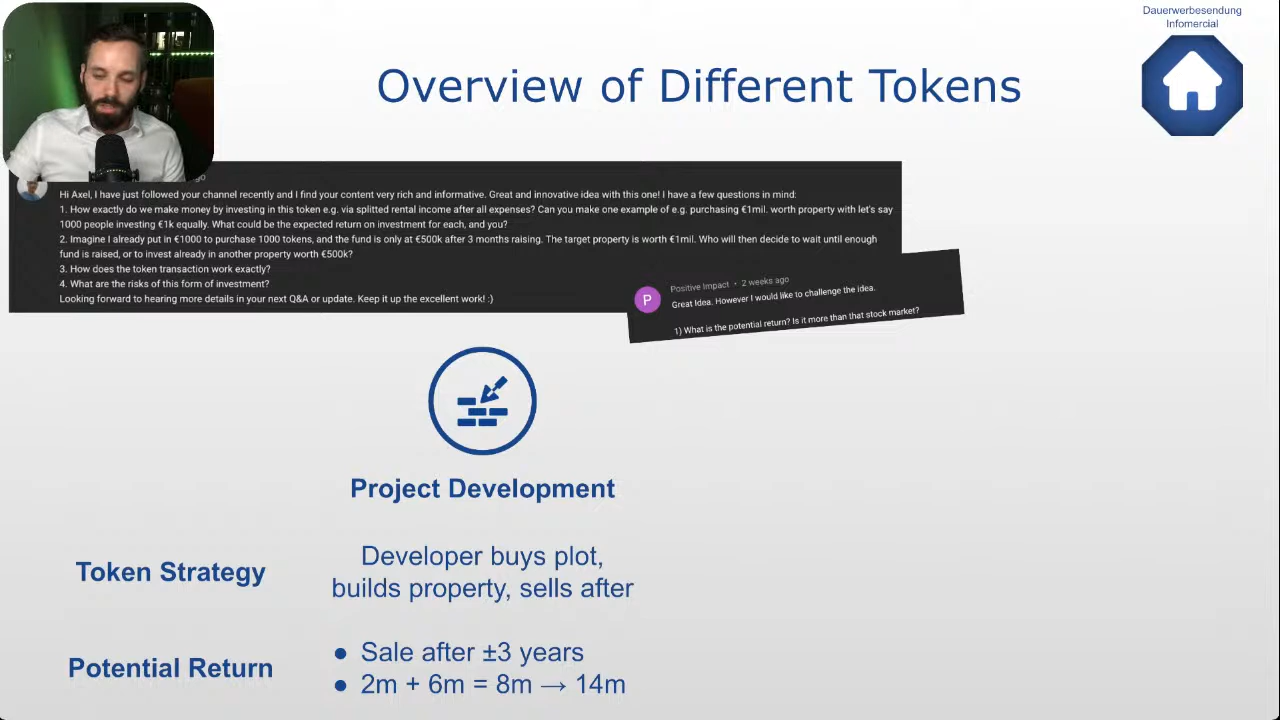 Dauerwerbesendung
Infomercial
Overview of Different Tokens
go
Hi Axel, I have just followed your channel recently and I find your content very rich and informative. Great and innovative idea with this one! I have a few questions in mind:
1. How exactly do we make money by investing in this token e.g. via splitted rental income after all expenses? Can you make one example of e.g. purchasing €1mil. worth property with let's say
1000 people investing €1k equally. What could be the expected return on investment for each, and you?
2. Imagine I already put in €1000 to purchase 1000 tokens, and the fund is only at €500k after 3 months raising. The target property is worth €1mil. Who will then decide to wait until enough
fund is raised, or to invest already in another property worth €500k?
3. How does the token transaction work exactly?
4. What are the risks of this form of investment?
Looking forward to hearing more details in your next Q&A or update. Keep it up the excellent work! :)
P
Positive Impact • 2 weeks ago
Great Idea. However I would like to challenge the idea.
1) What is the potential return? Is it more than that stock market?
Project Development
Token Strategy
Developer buys plot,
builds property, sells after
Potential Return
● Sale after ±3 years
● 2m + 6m = 8m → 14m